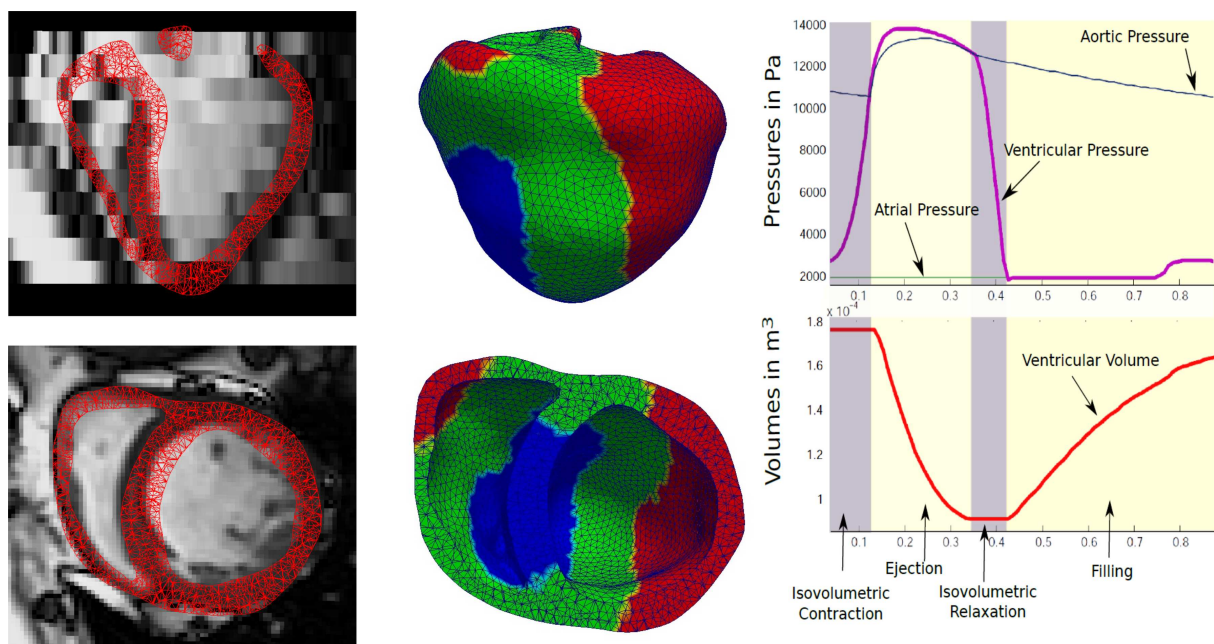 14000
12000
10000
8000
6000
4000
2000
Pressures in Pa
Aortic Pressure
Ventricular Pressure
Atrial Pressure
0.1 0.2 0.3 0.4 0.5 0.6 0.7 0.8
x 10⁻⁴
1.8
1.6
1.4
1.2
1
Volumes in m³
Ventricular Volume
0.1 0.2 0.3 0.4 0.5 0.6 0.7 0.8
Isovolumetric
Contraction
Ejection
Isovolumetric
Relaxation
Filling